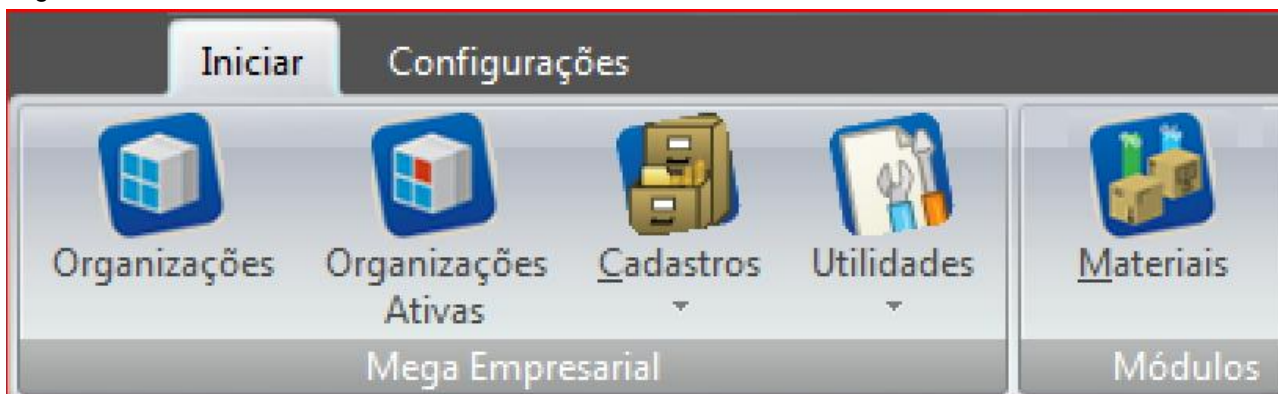 Iniciar Configurações
Organizações Organizações Ativas Cadastros Utilidades Materiais
Mega Empresarial Módulos